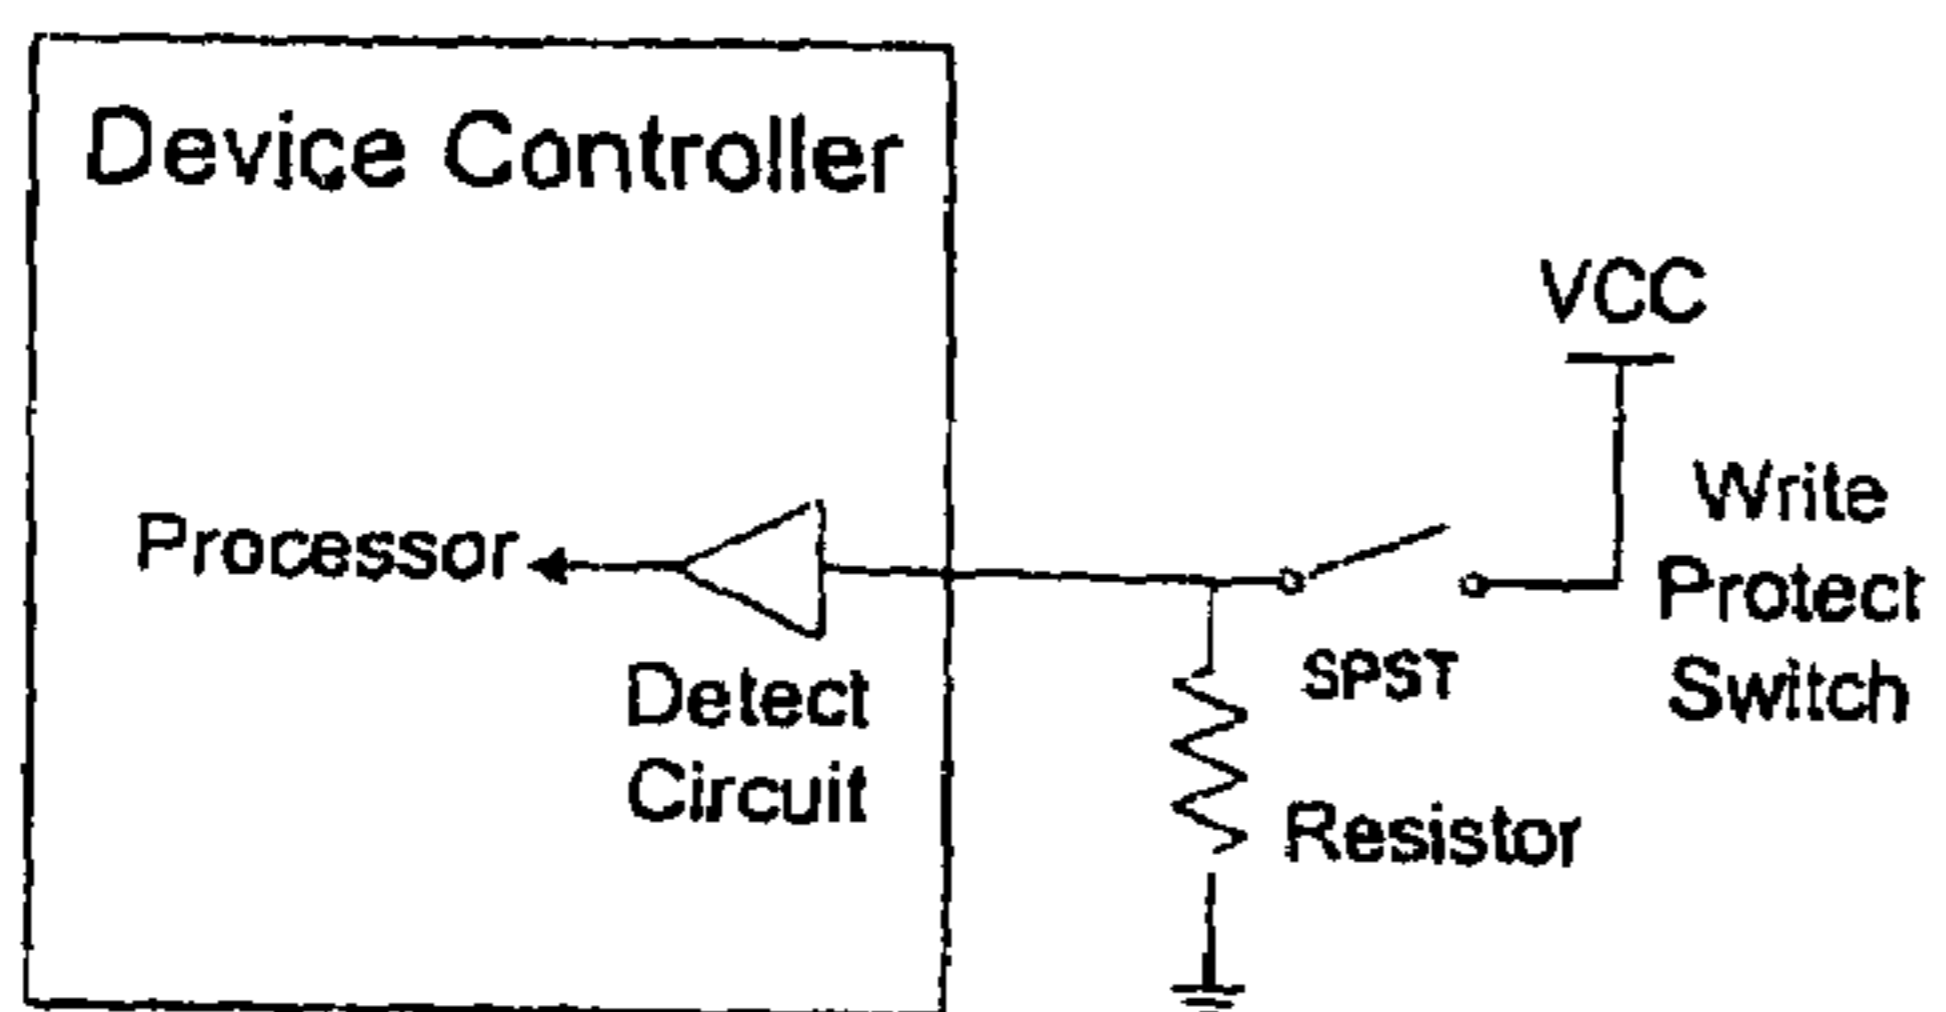 Device Controller
VCC
Processor
Detect
Circuit
SPST
Write
Protect
Switch
Resistor